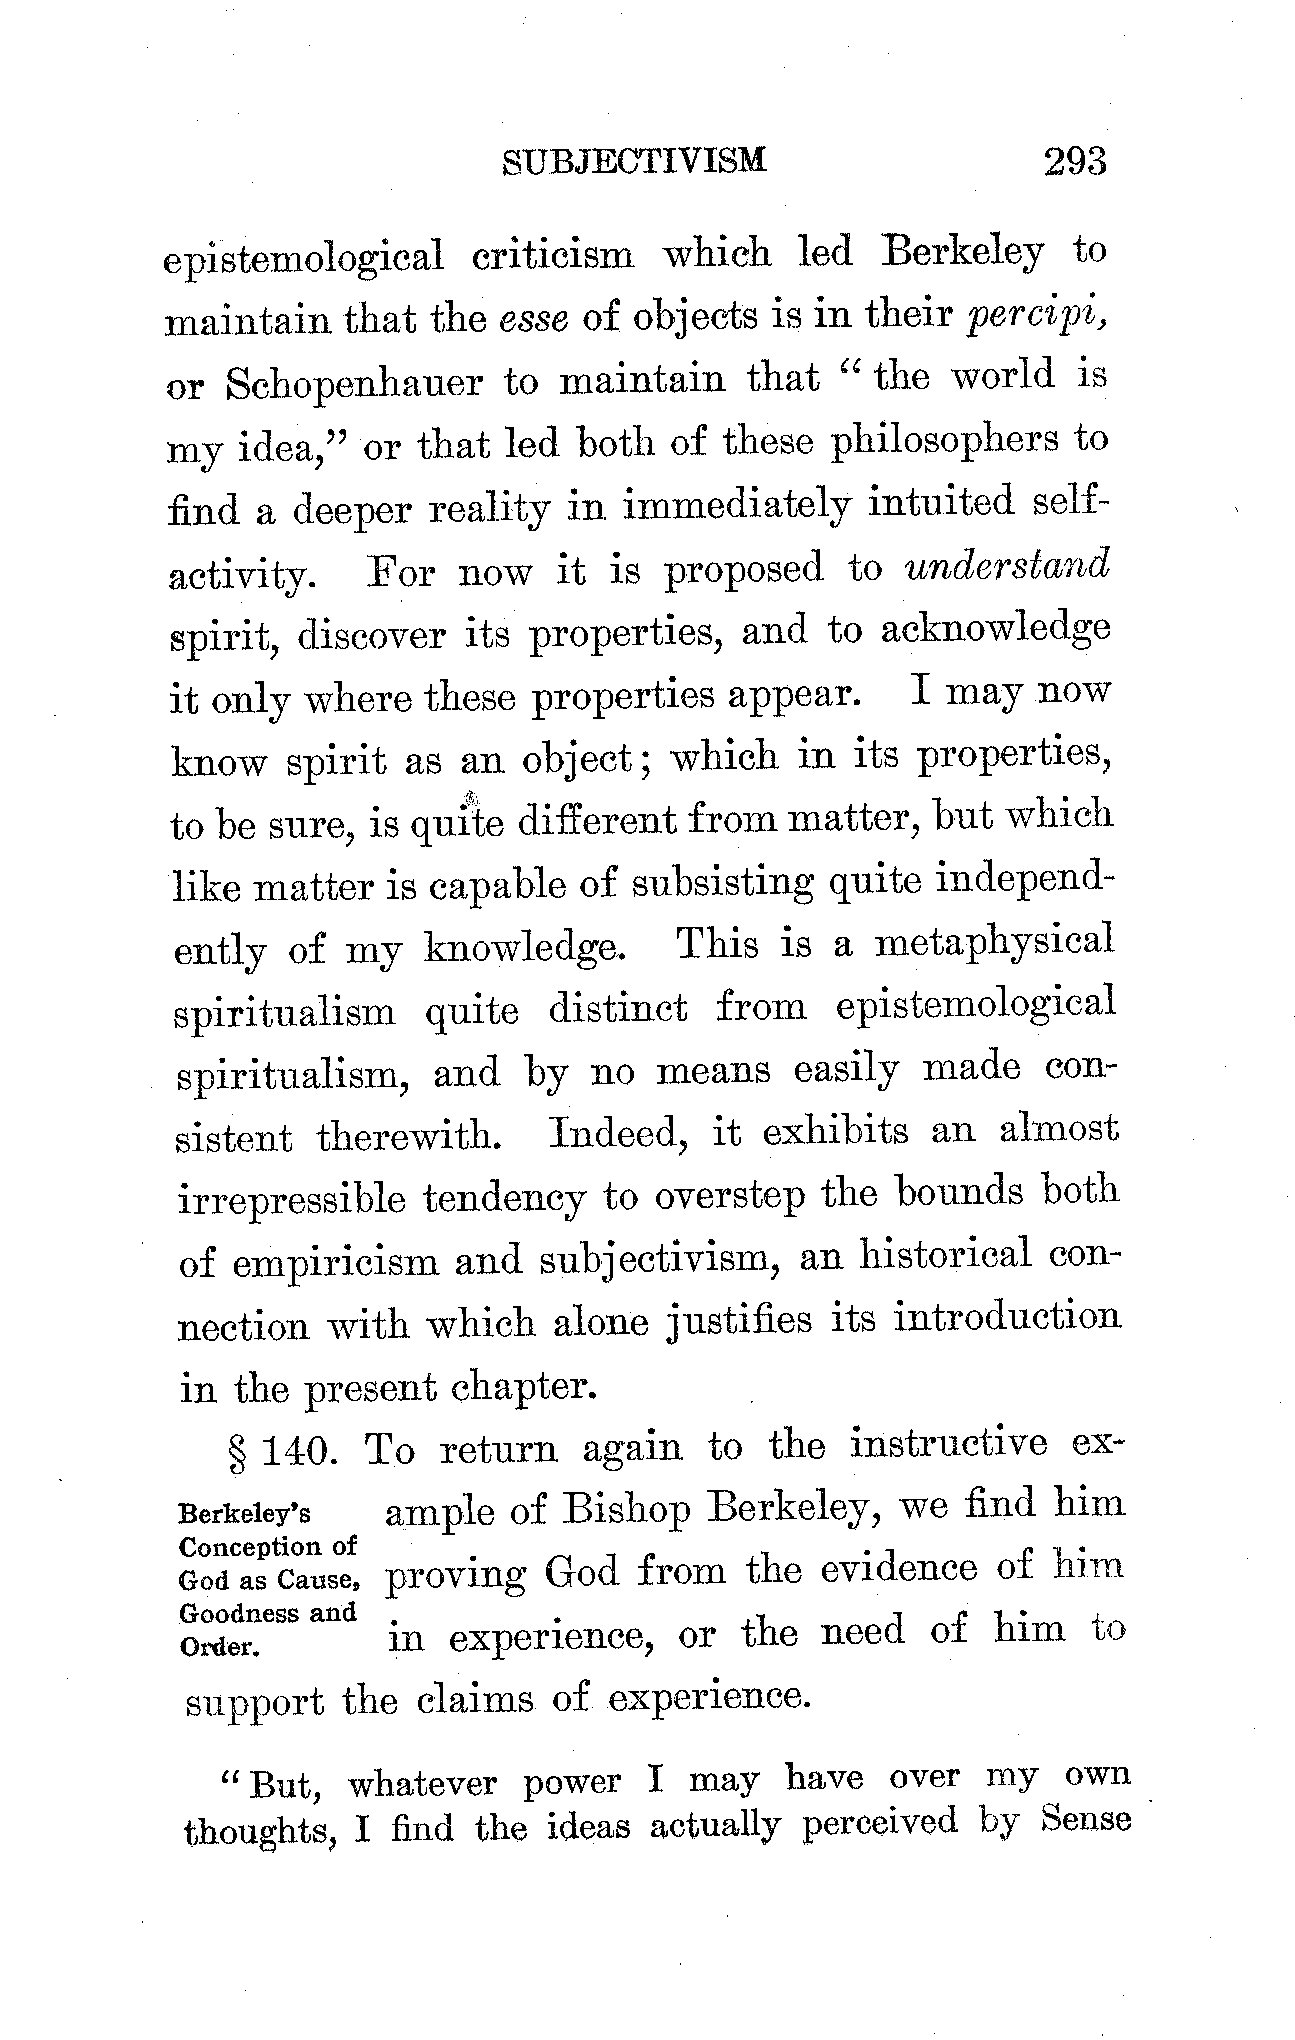 SUBJECTIVISM 293
epistemological criticism which led Berkeley to
maintain that the esse of objects is in their percipi,
or Schopenhauer to maintain that “ the world is
my idea,” or that led both of these philosophers to
find a deeper reality in immediately intuited self-
activity. For now it is proposed to understand
spirit, discover its properties, and to acknowledge
it only where these properties appear. I may now
know spirit as an object; which in its properties,
to be sure, is quite different from matter, but which
like matter is capable of subsisting quite independ-
ently of my knowledge. This is a metaphysical
spiritualism quite distinct from epistemological
spiritualism, and by no means easily made con-
sistent therewith. Indeed, it exhibits an almost
irrepressible tendency to overstep the bounds both
of empiricism and subjectivism, an historical con-
nection with which alone justifies its introduction
in the present chapter.
§ 140. To return again to the instructive ex-
Berkeley's
Conception of
God as Cause,
Goodness and
Order.
ample of Bishop Berkeley, we find him
proving God from the evidence of him
in experience, or the need of him to
support the claims of experience.
“ But, whatever power I may have over my own
thoughts, I find the ideas actually perceived by Sense